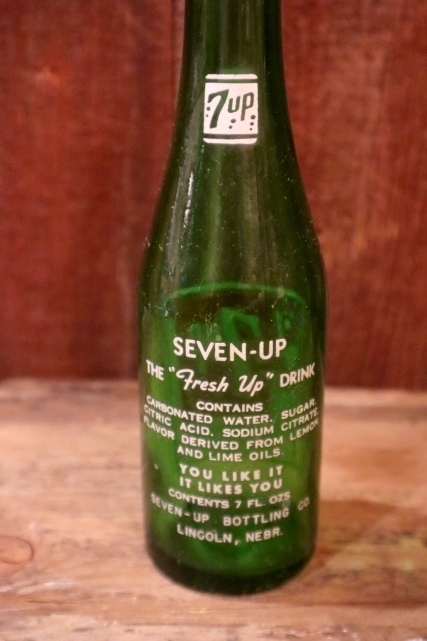 7up
SEVEN-UP
THE "Fresh Up" DRINK
CONTAINS
CARBONATED WATER, SUGAR,
CITRIC ACID, SODIUM CITRATE,
FLAVOR DERIVED FROM LEMON
AND LIME OILS.
YOU LIKE IT
IT LIKES YOU
CONTENTS 7 FL. OZS.
SEVEN-UP BOTTLING CO.
LINCOLN, NEBR.